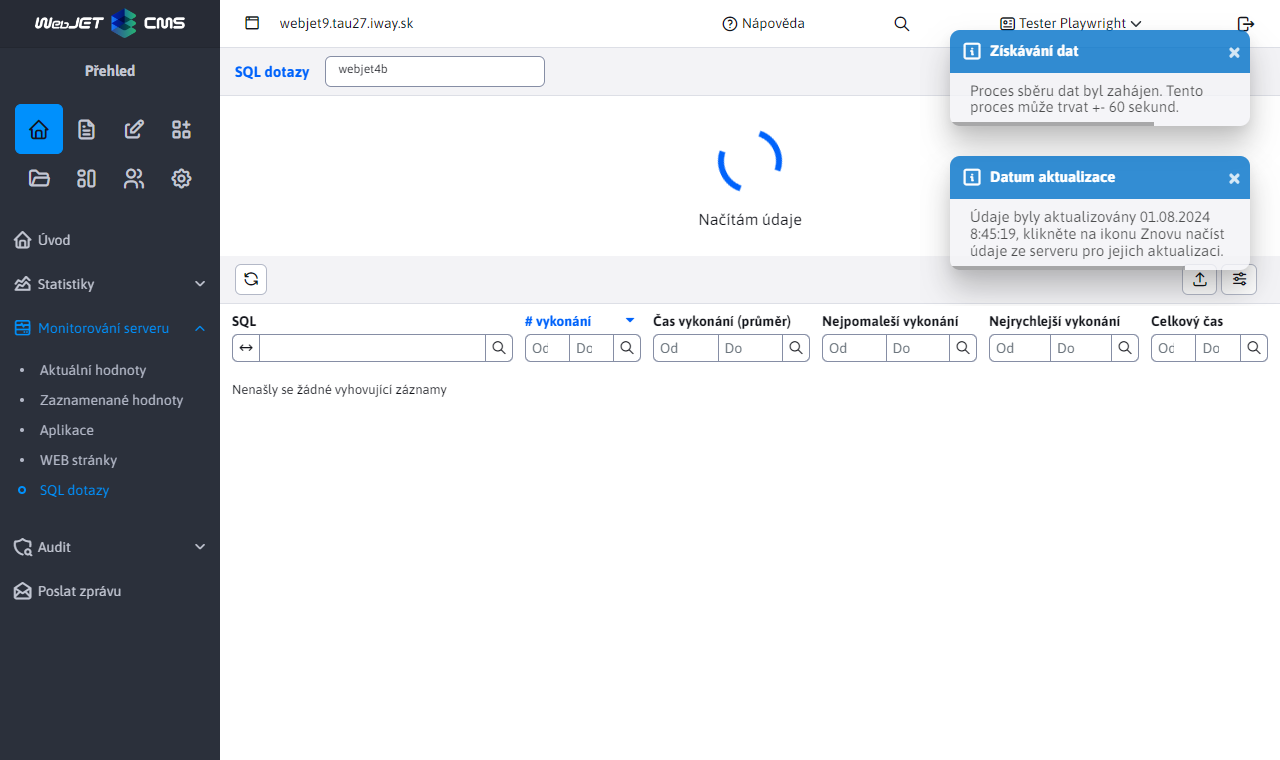 WebJET CMS
Přehled
Úvod
Statistiky
Monitorování serveru
Aktuální hodnoty
Zaznamenané hodnoty
Aplikace
WEB stránky
SQL dotazy
Audit
Poslat zprávu
webjet9.tau27.iway.sk
Nápověda
Tester Playwright
SQL dotazy
webjet4b
Získávání dat
Proces sběru dat byl zahájen. Tento
proces může trvat +- 60 sekund.
Datum aktualizace
Údaje byly aktualizovány 01.08.2024
8:45:19, klikněte na ikonu Znovu načíst
údaje ze serveru pro jejich aktualizaci.
Načítám údaje
SQL # vykonání Čas vykonání (průměr) Nejpomaleší vykonání Nejrychlejší vykonání Celkový čas
Od Do Od Do Od Do Od Do Od Do
Nenašly se žádné vyhovující záznamy